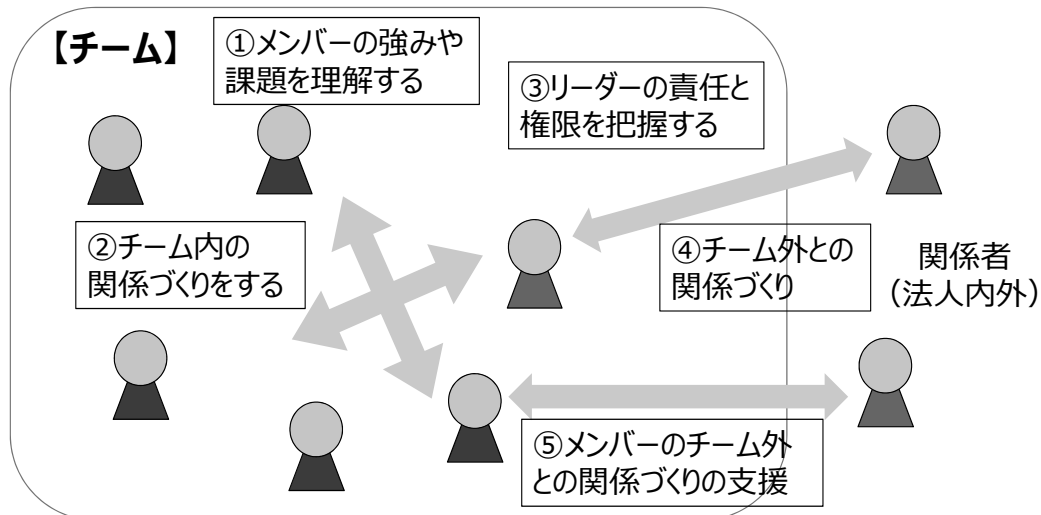 【チーム】
①メンバーの強みや
課題を理解する
③リーダーの責任と
権限を把握する
②チーム内の
関係づくりをする
④チーム外との
関係づくり
関係者
（法人内外）
⑤メンバーのチーム外
との関係づくりの支援